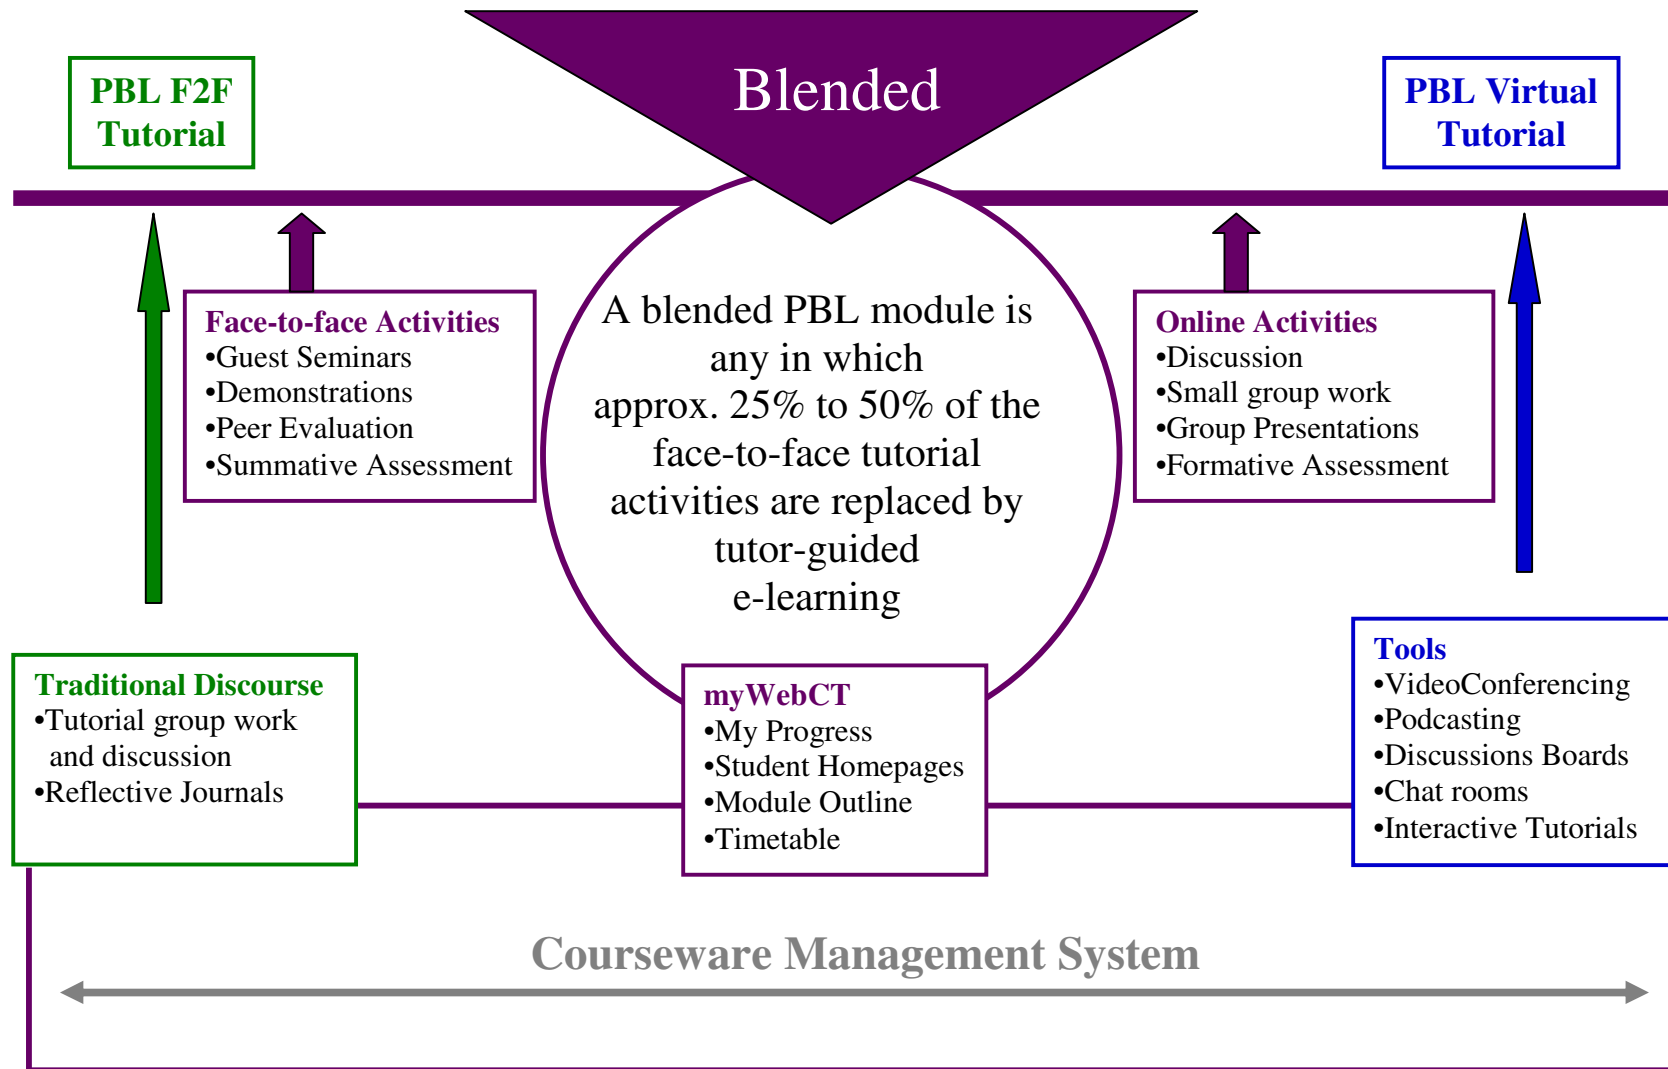 Blended
PBL F2F
Tutorial
PBL Virtual
Tutorial
Face-to-face Activities
•Guest Seminars
•Demonstrations
•Peer Evaluation
•Summative Assessment
A blended PBL module is
any in which
approx. 25% to 50% of the
face-to-face tutorial
activities are replaced by
tutor-guided
e-learning
Online Activities
•Discussion
•Small group work
•Group Presentations
•Formative Assessment
Traditional Discourse
•Tutorial group work
and discussion
•Reflective Journals
myWebCT
•My Progress
•Student Homepages
•Module Outline
•Timetable
Tools
•VideoConferencing
•Podcasting
•Discussions Boards
•Chat rooms
•Interactive Tutorials
Courseware Management System